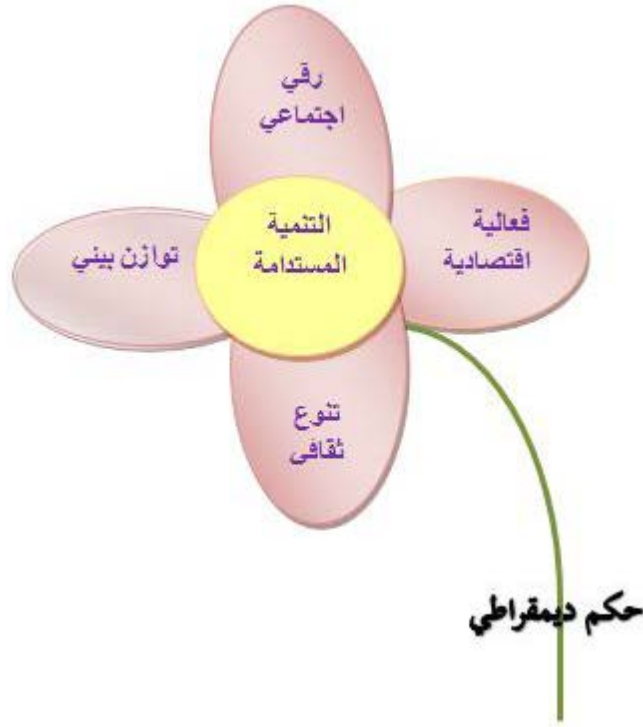 رقي
اجتماعي
التنمية
المستدامة
فعالية
اقتصادية
توازن بيئي
تنوع
ثقافي
حكم ديمقراطي